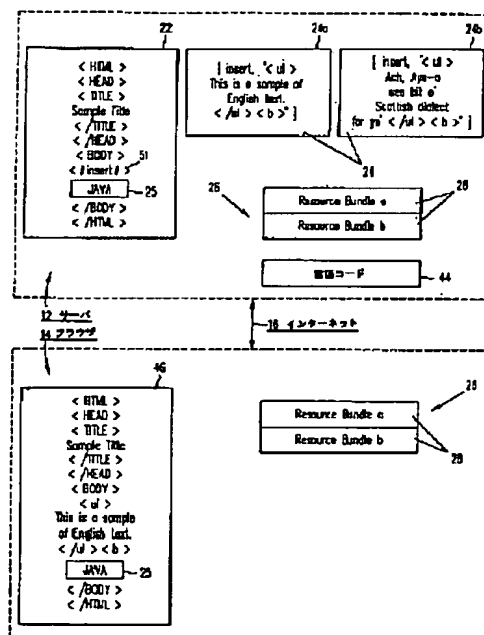 22
< HTML >
< HEAD >
< TITLE >
Sample Title
< /TITLE >
< /HEAD >
< BODY >
< #insert# >
51
JAVA
25
< /BODY >
< /HTML >
24a
[ insert, "< ul >
This is a sample of
English text.
< /ul > < b >" ]
24b
[ insert, "< ul >
Ach, Aye-a
wee bit o'
Scottish dialect
for ye" < /ul > < b >" ]
24
26
Resource Bundle a
Resource Bundle b
28
言語コード
44
12 サーバ
14 ブラウザ
16 インターネット
46
< HTML >
< HEAD >
< TITLE >
Sample Title
< /TITLE >
< /HEAD >
< BODY >
< ul >
This is a sample
of English text.
< /ul > < b >
JAVA
25
< /BODY >
< /HTML >
Resource Bundle a
Resource Bundle b
26
28